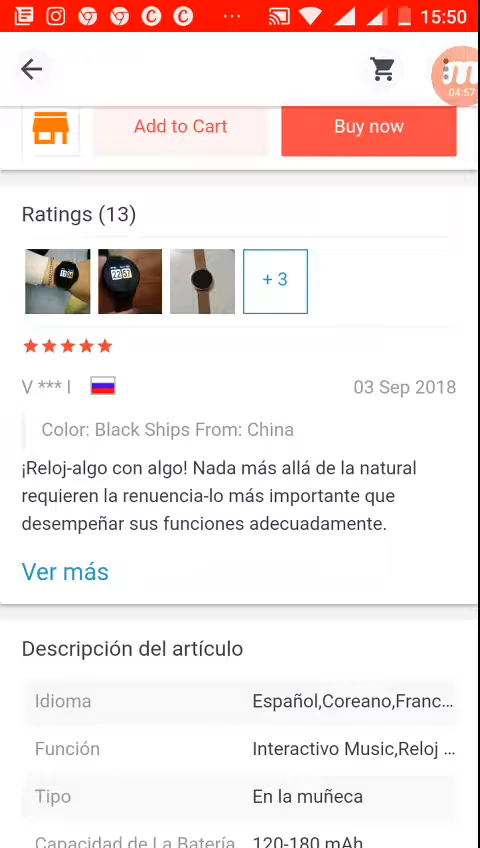 15:50
04:57
Add to Cart
Buy now
Ratings (13)
+ 3
V *** I
03 Sep 2018
Color: Black Ships From: China
¡Reloj-algo con algo! Nada más allá de la natural
requieren la renuencia-lo más importante que
desempeñar sus funciones adecuadamente.
Ver más
Descripción del artículo
Idioma
Español,Coreano,Franc...
Función
Interactivo Music,Reloj ...
Tipo
En la muñeca
Capacidad de La Batería
120-180 mAh